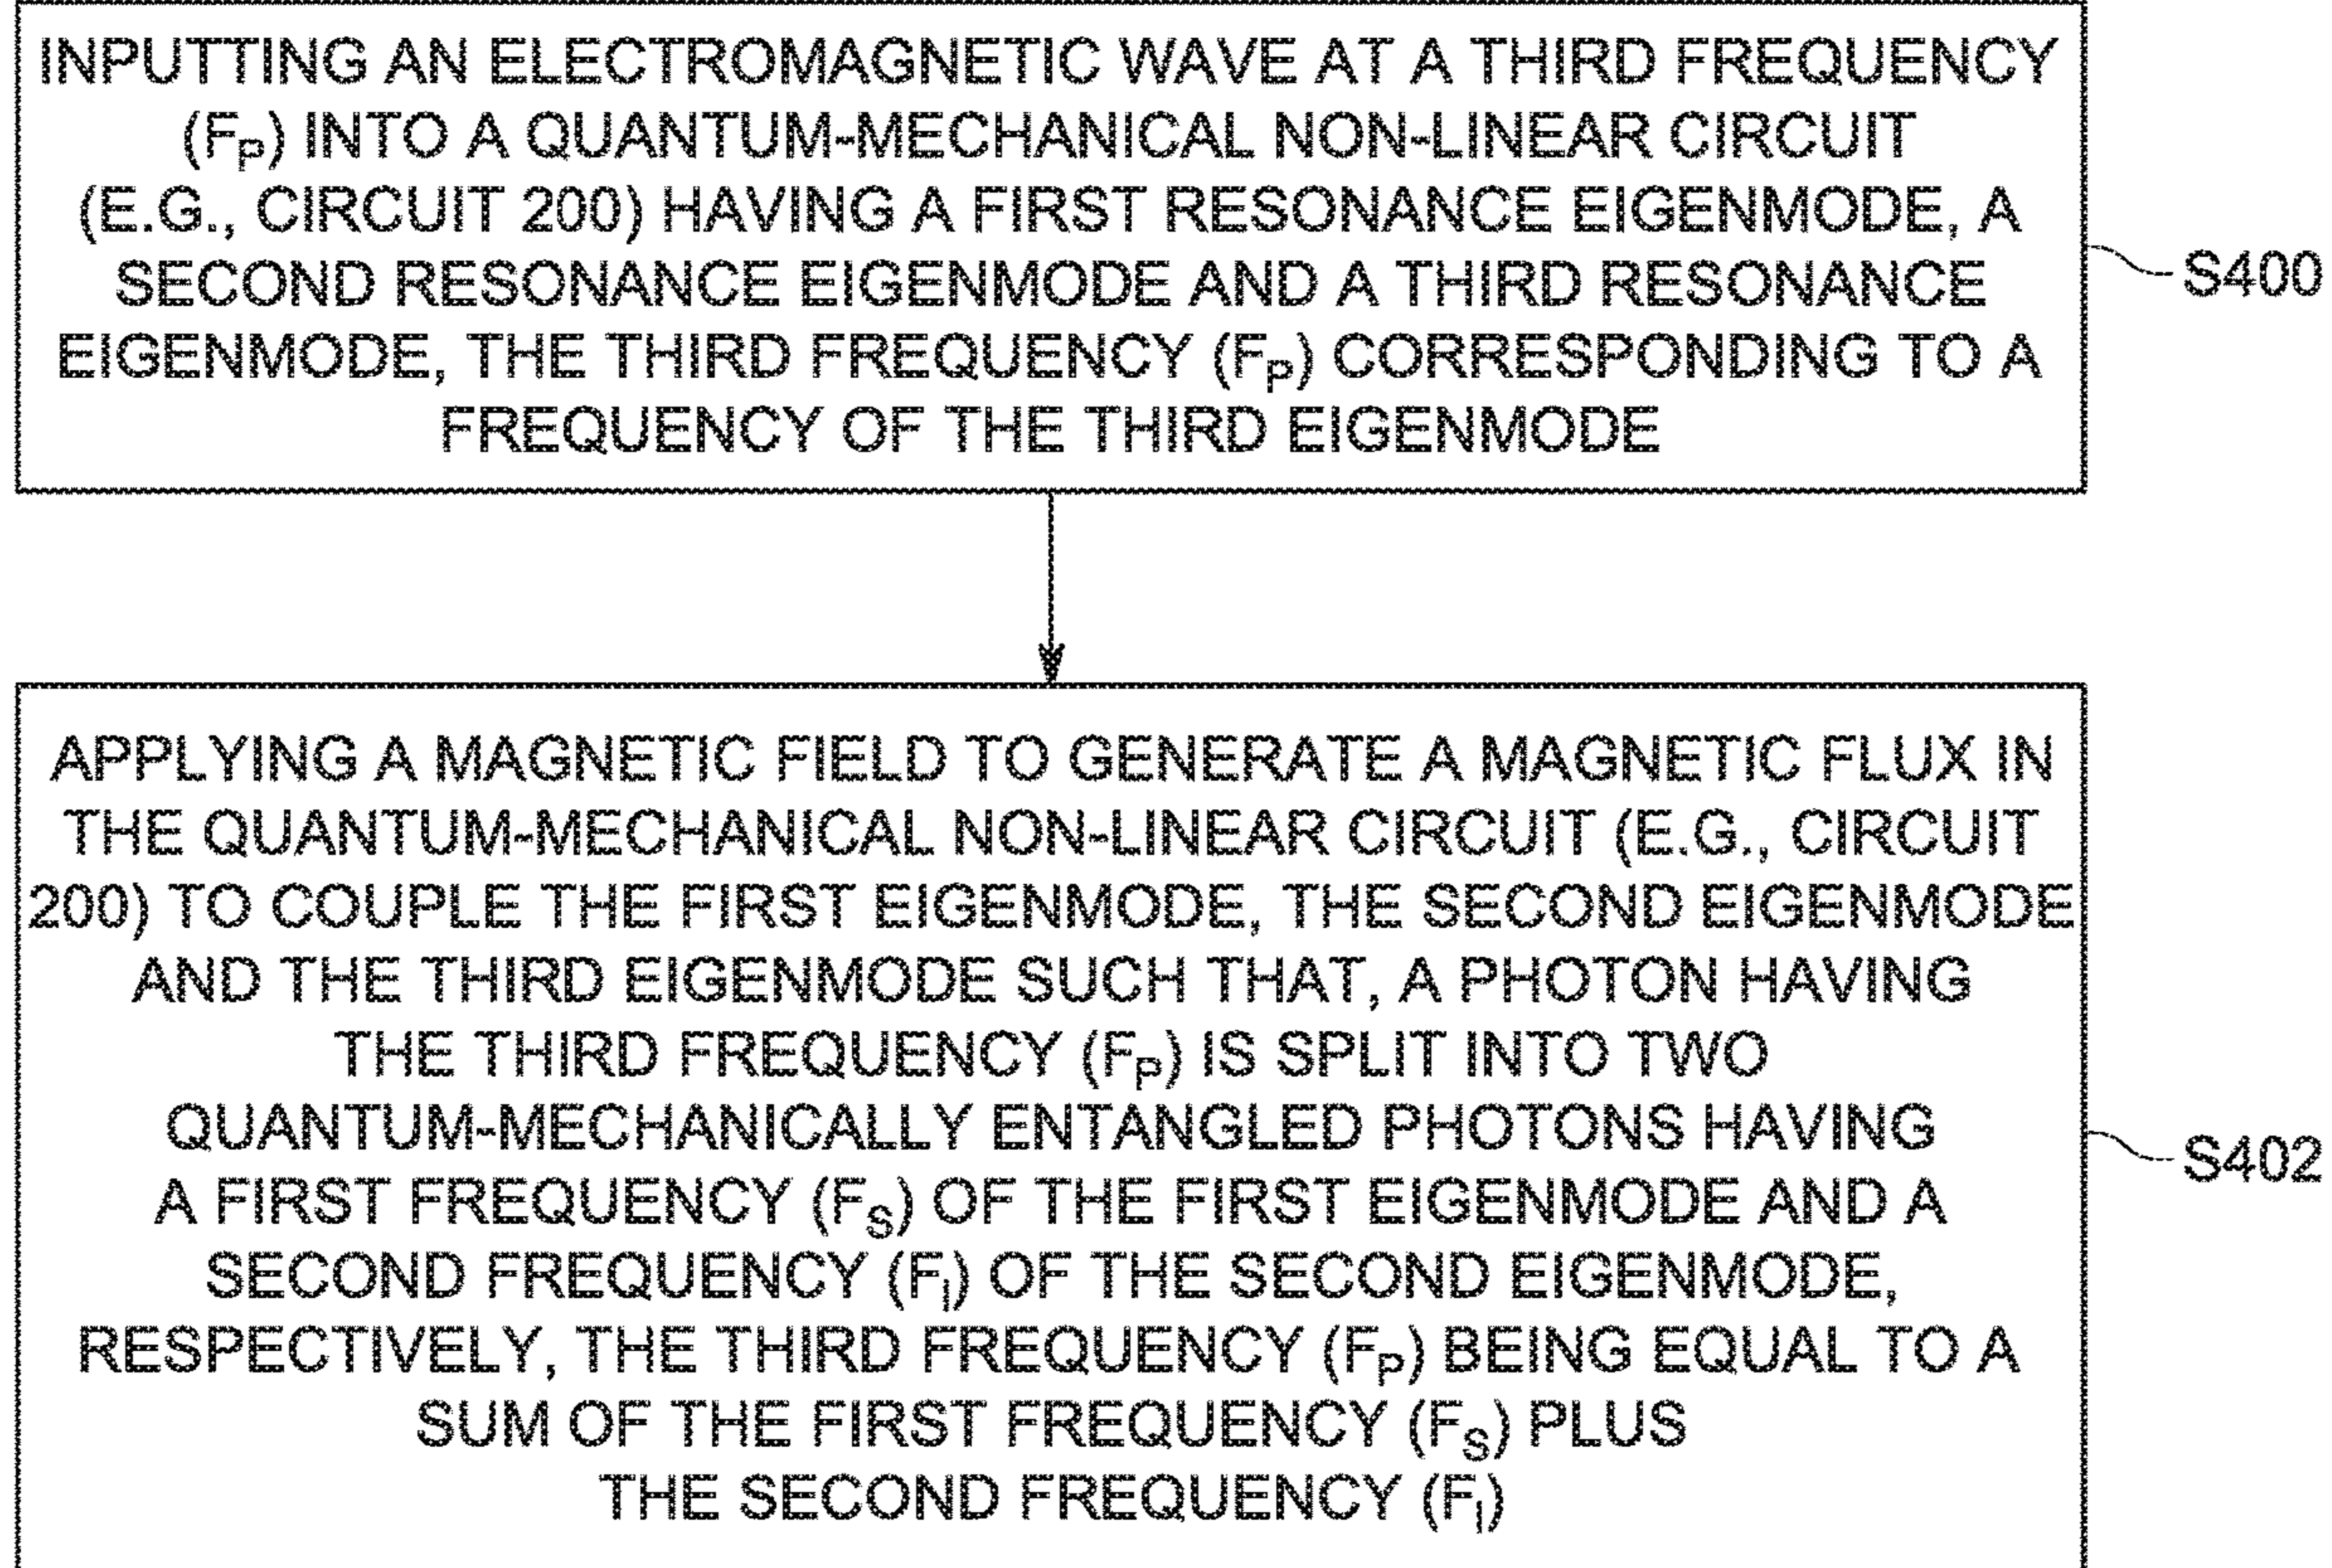 INPUTTING AN ELECTROMAGNETIC WAVE AT A THIRD FREQUENCY
(FP) INTO A QUANTUM-MECHANICAL NON-LINEAR CIRCUIT
(E.G., CIRCUIT 200) HAVING A FIRST RESONANCE EIGENMODE, A
SECOND RESONANCE EIGENMODE AND A THIRD RESONANCE
EIGENMODE, THE THIRD FREQUENCY (FP) CORRESPONDING TO A
FREQUENCY OF THE THIRD EIGENMODE
S400
APPLYING A MAGNETIC FIELD TO GENERATE A MAGNETIC FLUX IN
THE QUANTUM-MECHANICAL NON-LINEAR CIRCUIT (E.G., CIRCUIT
200) TO COUPLE THE FIRST EIGENMODE, THE SECOND EIGENMODE
AND THE THIRD EIGENMODE SUCH THAT, A PHOTON HAVING
THE THIRD FREQUENCY (FP) IS SPLIT INTO TWO
QUANTUM-MECHANICALLY ENTANGLED PHOTONS HAVING
A FIRST FREQUENCY (FS) OF THE FIRST EIGENMODE AND A
SECOND FREQUENCY (FI) OF THE SECOND EIGENMODE,
RESPECTIVELY, THE THIRD FREQUENCY (FP) BEING EQUAL TO A
SUM OF THE FIRST FREQUENCY (FS) PLUS
THE SECOND FREQUENCY (FI)
S402